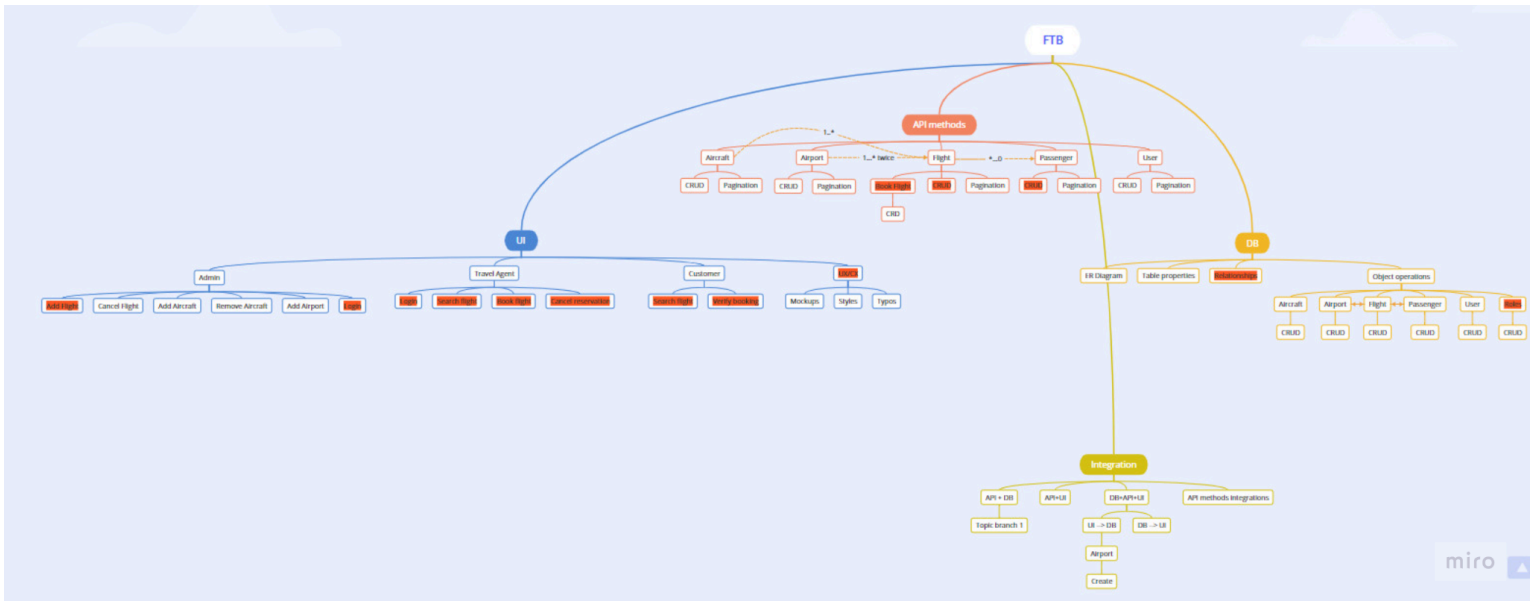 FTB
API methods
1...*
Aircraft
Airport
1...* twice
Flight
*...0
Passenger
User
CRUD
Pagination
CRUD
Pagination
Book Flight
CRUD
Pagination
CRUD
Pagination
CRUD
Pagination
CRD
UI
Admin
Travel Agent
Customer
UX/CX
Add Flight
Cancel Flight
Add Aircraft
Remove Aircraft
Add Airport
Login
Login
Search flight
Book flight
Cancel reservation
Search flight
Verify booking
Mockups
Styles
Typos
DB
ER Diagram
Table properties
Relationships
Object operations
Aircraft
Airport
Flight
Passenger
User
Roles
CRUD
CRUD
CRUD
CRUD
CRUD
CRUD
Integration
API + DB
API+UI
DB+API+UI
API methods integrations
Topic branch 1
UI --> DB
DB --> UI
Airport
Create
miro